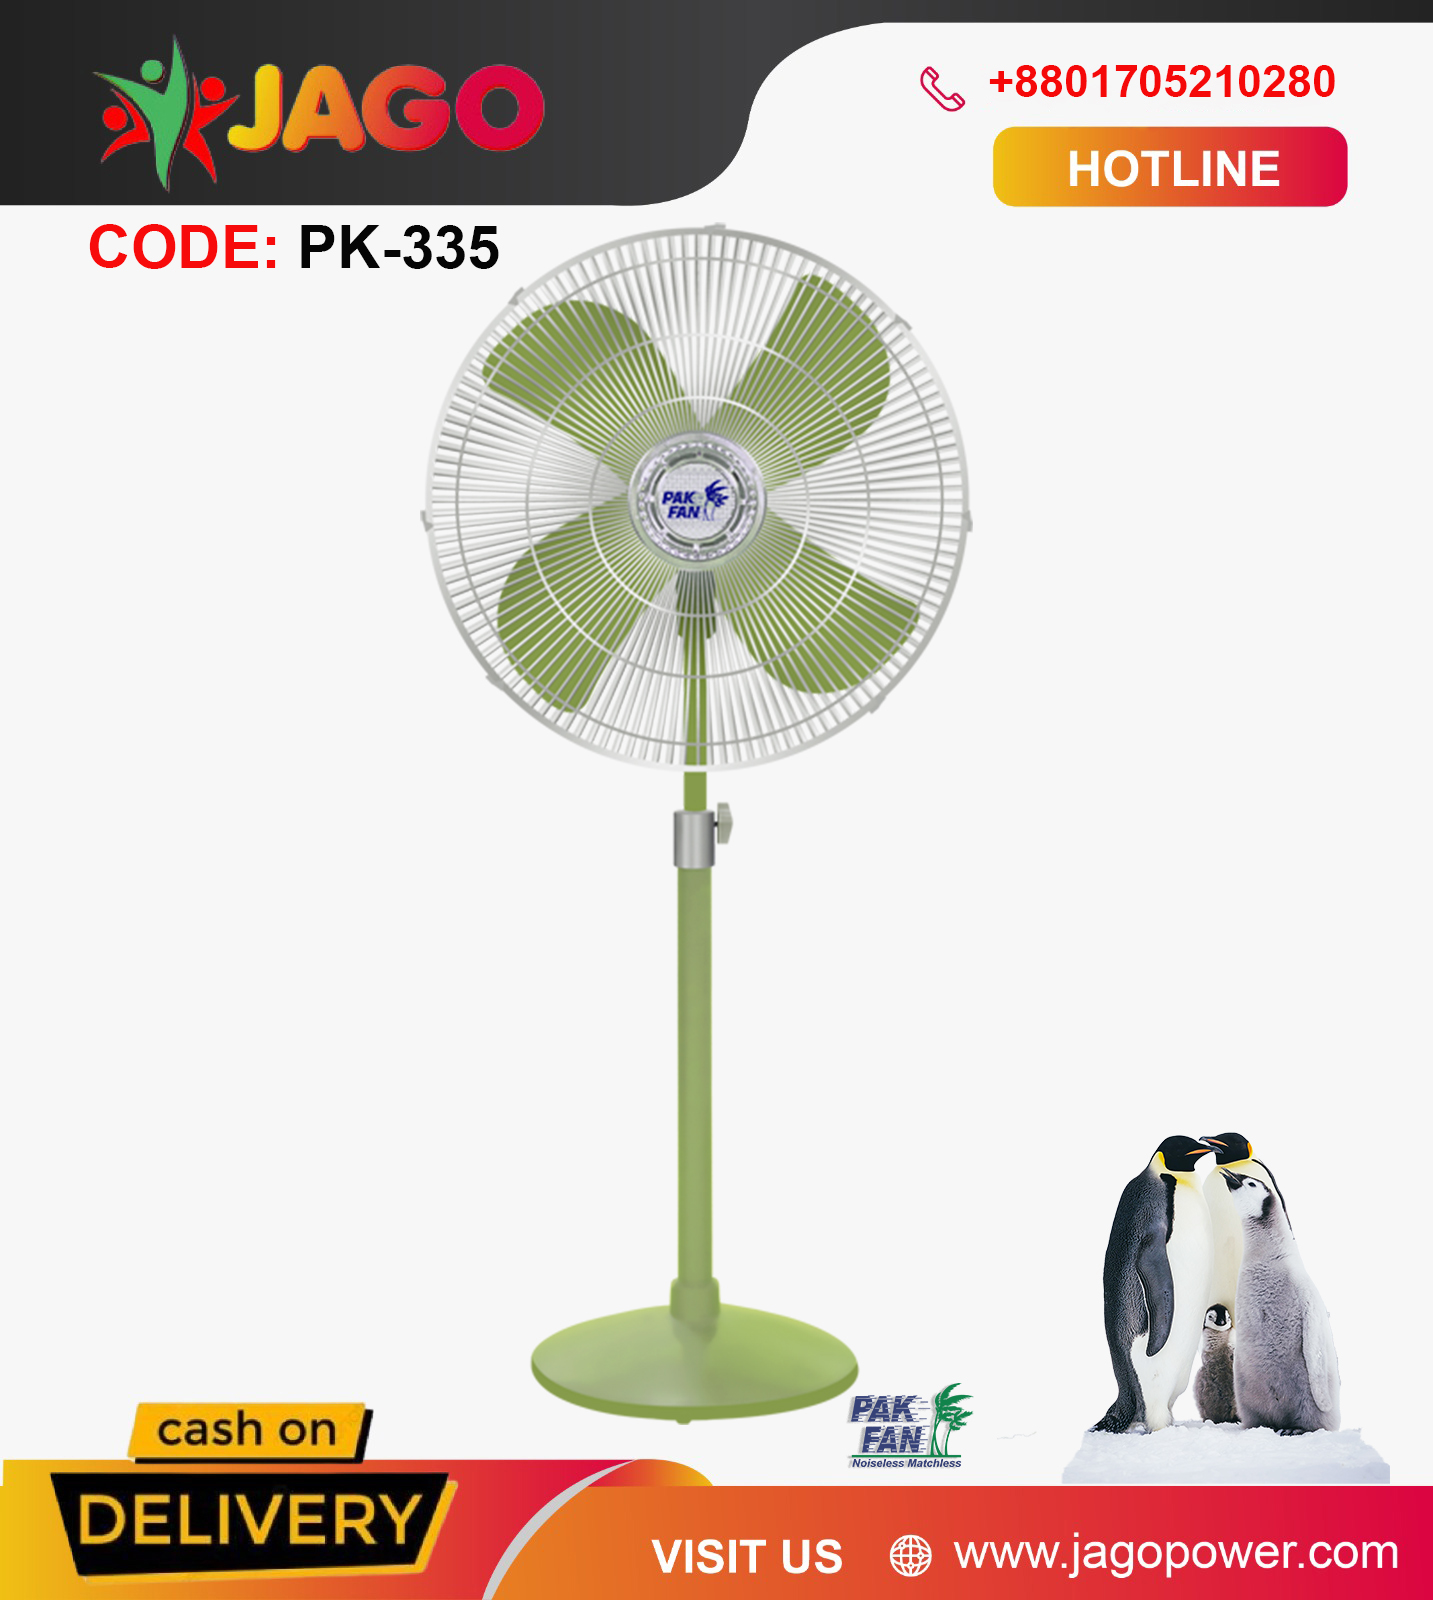 JAGO
+8801705210280
HOTLINE
CODE: PK-335
PAK
FAN
PAK
FAN
Noiseless Matchless
cash on
DELIVERY
VISIT US
www.jagopower.com